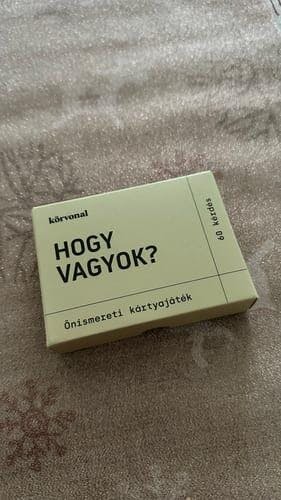 körvonal
HOGY
VAGYOK?
60 kérdés
Önismereti kártyajáték